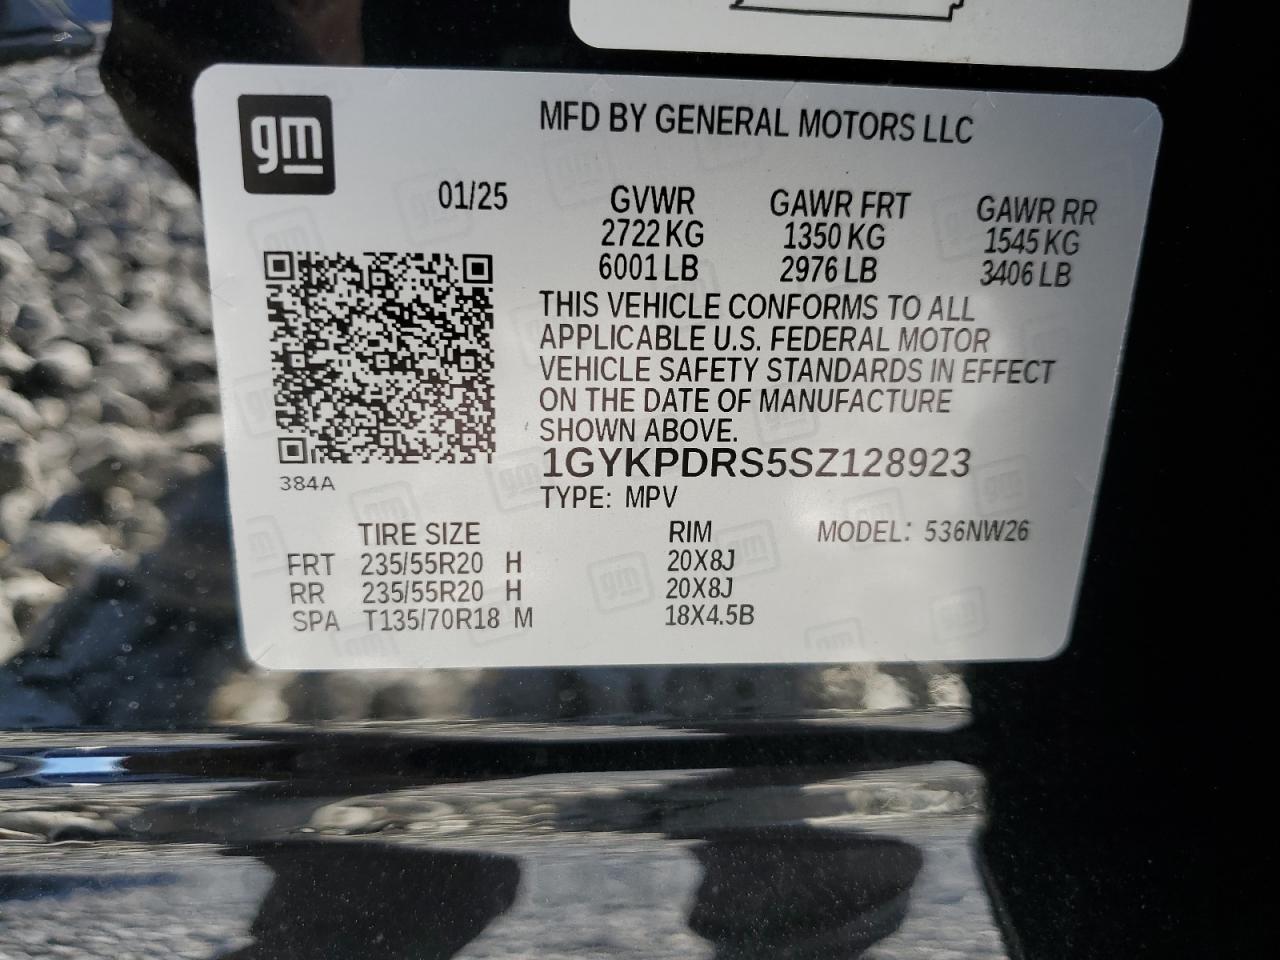 gm
MFD BY GENERAL MOTORS LLC
01/25 GVWR GAWR FRT GAWR RR
2722 KG 1350 KG 1545 KG
6001 LB 2976 LB 3406 LB
THIS VEHICLE CONFORMS TO ALL
APPLICABLE U.S. FEDERAL MOTOR
VEHICLE SAFETY STANDARDS IN EFFECT
ON THE DATE OF MANUFACTURE
SHOWN ABOVE.
1GYKPDRS5SZ128923
384A
TYPE: MPV
TIRE SIZE RIM MODEL: 536NW26
FRT 235/55R20 H 20X8J
RR 235/55R20 H 20X8J
SPA T135/70R18 M 18X4.5B